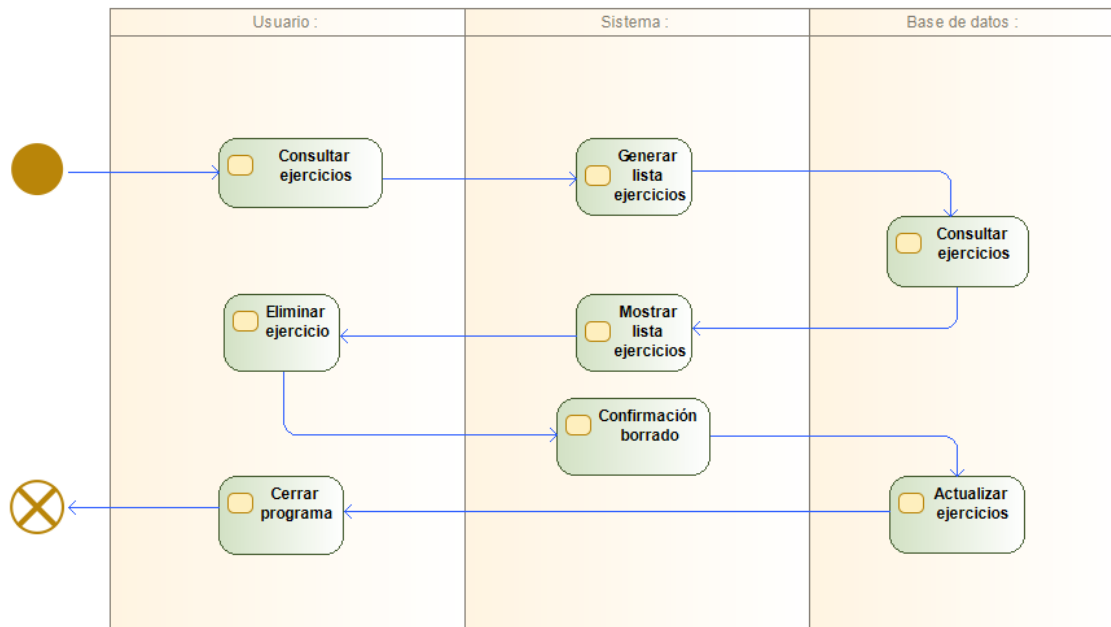 Usuario :
Sistema :
Base de datos :
Consultar
ejercicios
Generar
lista
ejercicios
Consultar
ejercicios
Eliminar
ejercicio
Mostrar
lista
ejercicios
Confirmación
borrado
Cerrar
programa
Actualizar
ejercicios